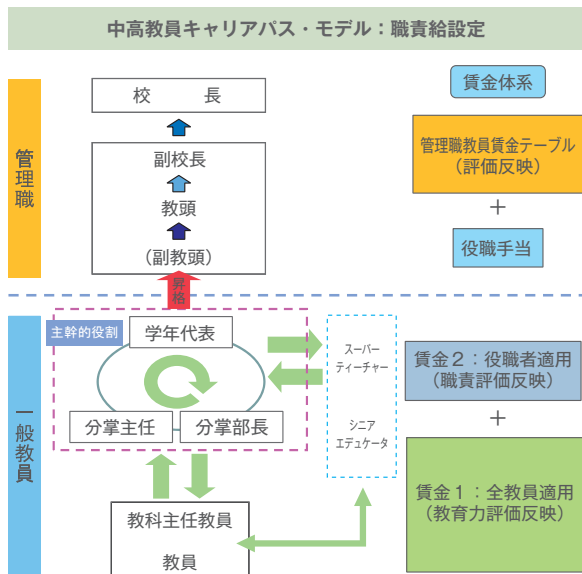 中高教員キャリアパス・モデル：職責給設定
管理職
校　　長
副校長
教頭
(副教頭)
昇格
賃金体系
管理職教員賃金テーブル
（評価反映）
＋
役職手当
一般教員
主幹的役割
学年代表
分掌主任
分掌部長
スーパー
ティーチャー
シニア
エデュケータ
教科主任教員
教員
賃金２：役職者適用
（職責評価反映）
＋
賃金１：全教員適用
（教育力評価反映）